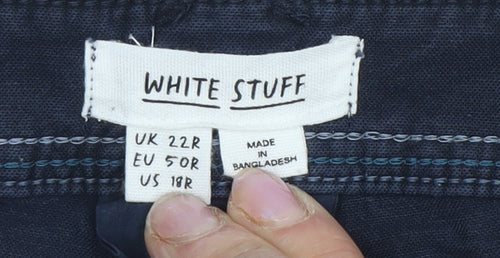 WHITE STUFF
UK 22R
EU 50R
US 18R
MADE
IN
BANGLADESH